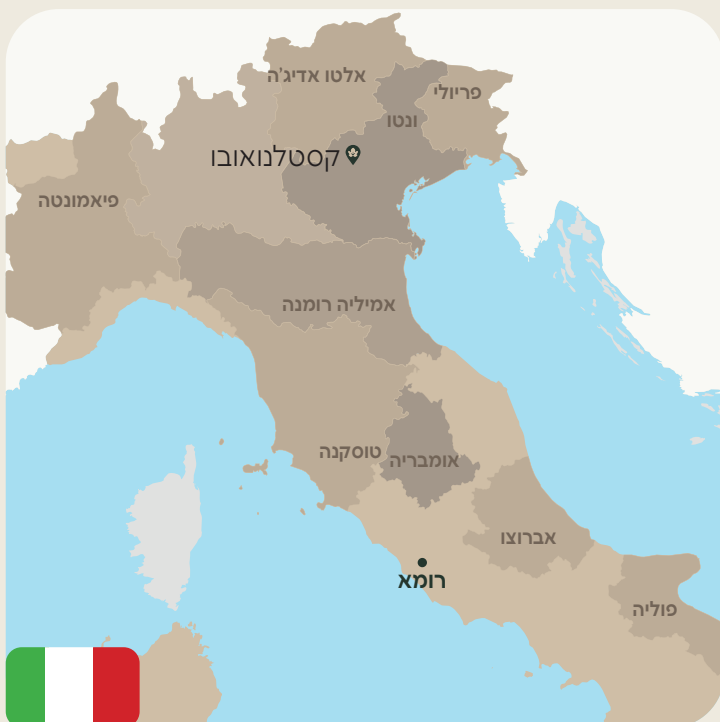 אלטו אדיג'ה
פריולי
ונטו
קסטלנואובו
פיאמונטה
אמיליה רומנה
טוסקנה
אומבריה
אברוצו
רומא
פוליה